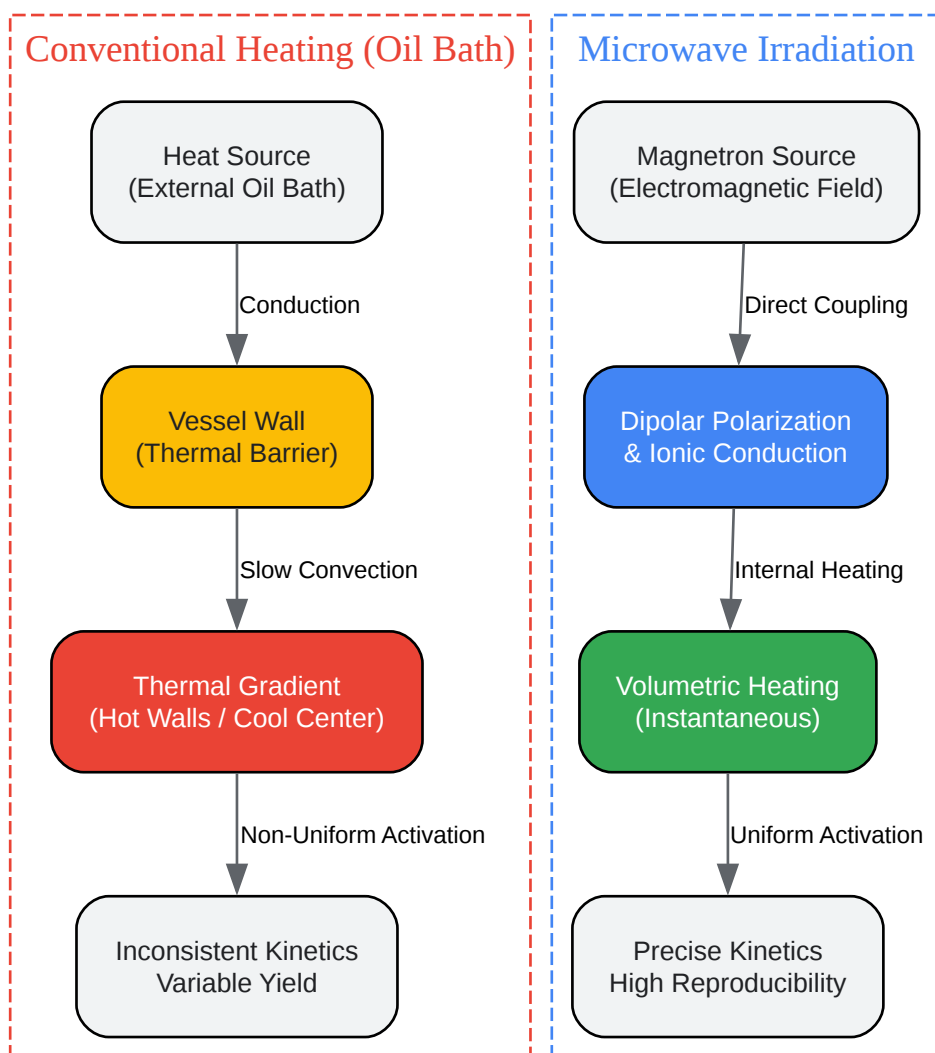 Conventional Heating (Oil Bath)
Heat Source
(External Oil Bath)
Conduction
Vessel Wall
(Thermal Barrier)
Slow Convection
Thermal Gradient
(Hot Walls / Cool Center)
Non-Uniform Activation
Inconsistent Kinetics
Variable Yield
Microwave Irradiation
Magnetron Source
(Electromagnetic Field)
Direct Coupling
Dipolar Polarization
& Ionic Conduction
Internal Heating
Volumetric Heating
(Instantaneous)
Uniform Activation
Precise Kinetics
High Reproducibility